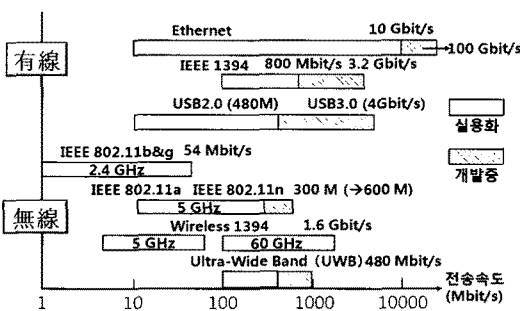 Ethernet 10 Gbit/s
有線 100 Gbit/s
IEEE 1394 800 Mbit/s 3.2 Gbit/s
USB2.0 (480M) USB3.0 (4Gbit/s)
실용화
IEEE 802.11b&g 54 Mbit/s
2.4 GHz
개발중
IEEE 802.11a IEEE 802.11n 300 M (→600 M)
無線 5 GHz
Wireless 1394 1.6 Gbit/s
5 GHz 60 GHz
Ultra-Wide Band (UWB) 480 Mbit/s
전송속도
(Mbit/s)
1 10 100 1000 10000